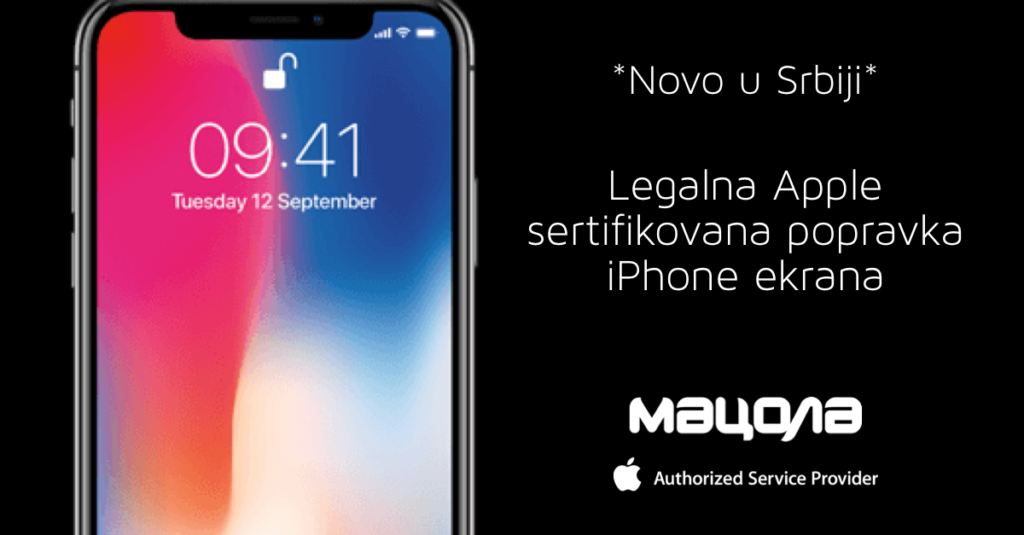 09:41
Tuesday 12 September
*Novo u Srbiji*
Legalna Apple
sertifikovana popravka
iPhone ekrana
мацола
Authorized Service Provider